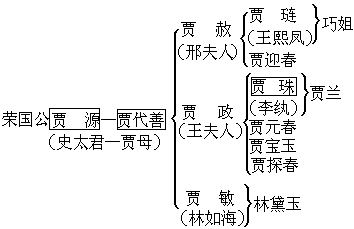 贾 赦
(邢夫人)
贾 琏
(王熙凤)
巧姐
贾迎春
荣国公贾 源—贾代善
(史太君—贾母)
贾 政
(王夫人)
贾 珠
(李纨)
贾兰
贾元春
贾宝玉
贾探春
贾 敏
(林如海)
林黛玉